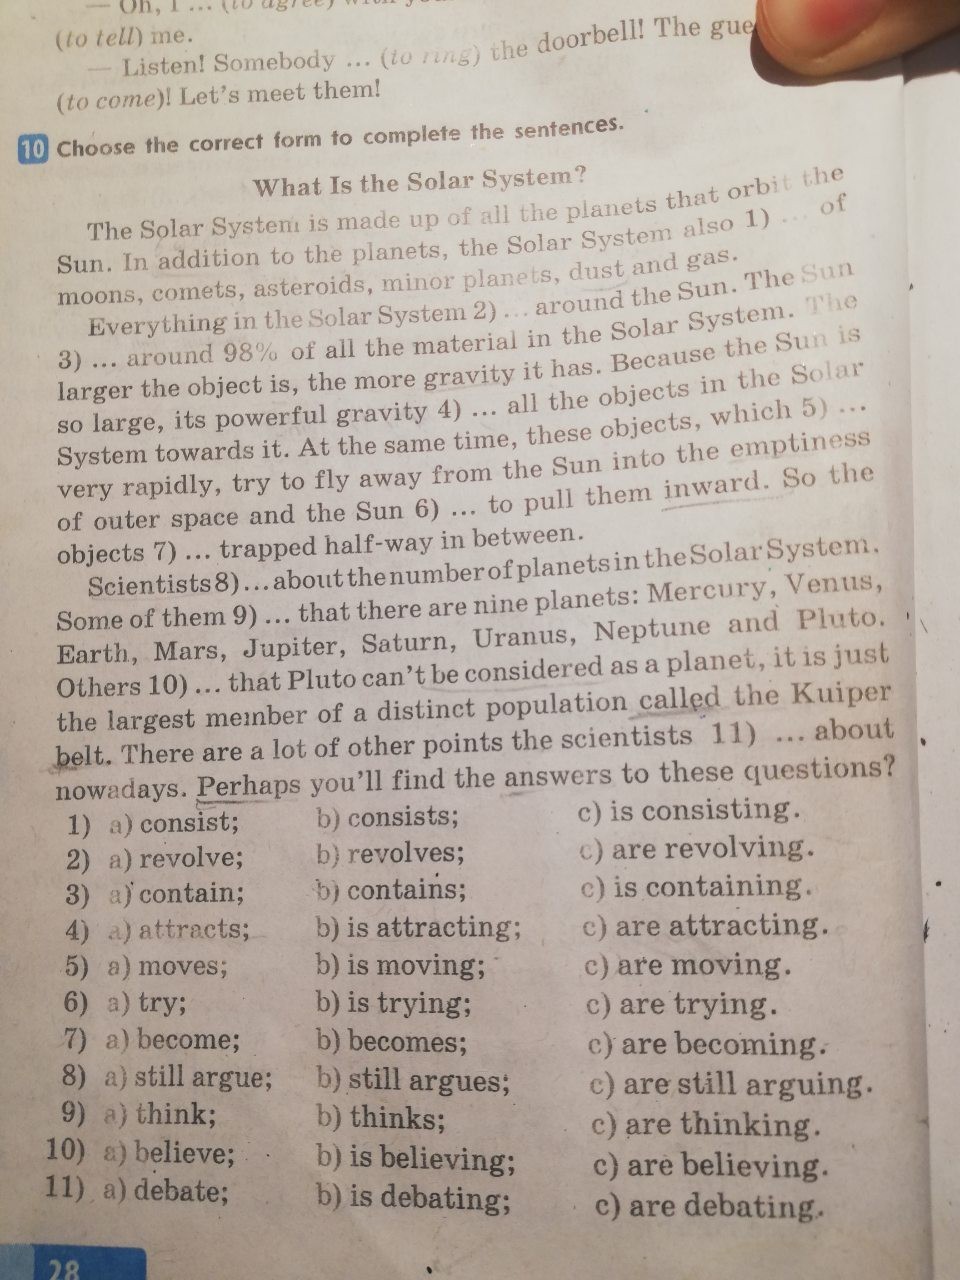 — Oh, I ... (to agree) with
(to tell) me.
— Listen! Somebody ... (to ring) the doorbell! The
(to come)! Let's meet them!
10 Choose the correct form to complete the sentences.
What Is the Solar System?
The Solar System is made up of all the planets that orbit the
Sun. In addition to the planets, the Solar System also 1) ... of
moons, comets, asteroids, minor planets, dust and gas.
Everything in the Solar System 2) ... around the Sun. The Sun
3) ... around 98% of all the material in the Solar System. The
larger the object is, the more gravity it has. Because the Sun is
so large, its powerful gravity 4) ... all the objects in the Solar
System towards it. At the same time, these objects, which 5) ...
very rapidly, try to fly away from the Sun into the emptiness
of outer space and the Sun 6) ... to pull them inward. So the
objects 7) ... trapped half-way in between.
Scientists 8) ... about the number of planets in the Solar System.
Some of them 9) ... that there are nine planets: Mercury, Venus,
Earth, Mars, Jupiter, Saturn, Uranus, Neptune and Pluto.
Others 10) ... that Pluto can't be considered as a planet, it is just
the largest member of a distinct population called the Kuiper
belt. There are a lot of other points the scientists 11) ... about
nowadays. Perhaps you'll find the answers to these questions?
1) a) consist; b) consists; c) is consisting.
2) a) revolve; b) revolves; c) are revolving.
3) a) contain; b) contains; c) is containing.
4) a) attracts; b) is attracting; c) are attracting.
5) a) moves; b) is moving; c) are moving.
6) a) try; b) is trying; c) are trying.
7) a) become; b) becomes; c) are becoming.
8) a) still argue; b) still argues; c) are still arguing.
9) a) think; b) thinks; c) are thinking.
10) a) believe; b) is believing; c) are believing.
11) a) debate; b) is debating; c) are debating.
28